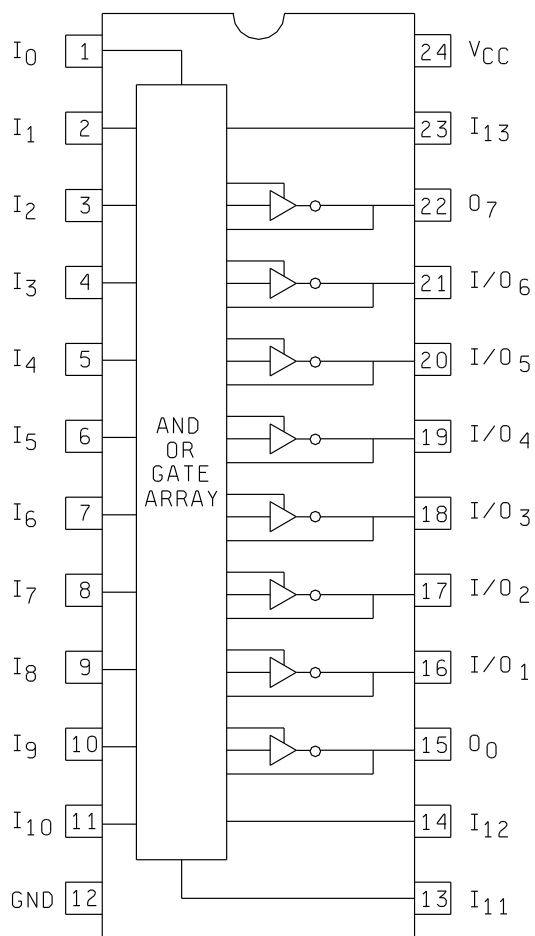 I0 1 24 VCC
I1 2 23 I13
I2 3 22 O7
I3 4 21 I/O6
I4 5 20 I/O5
I5 6 19 I/O4
AND
OR
GATE
ARRAY
I6 7 18 I/O3
I7 8 17 I/O2
I8 9 16 I/O1
I9 10 15 O0
I10 11 14 I12
GND 12 13 I11